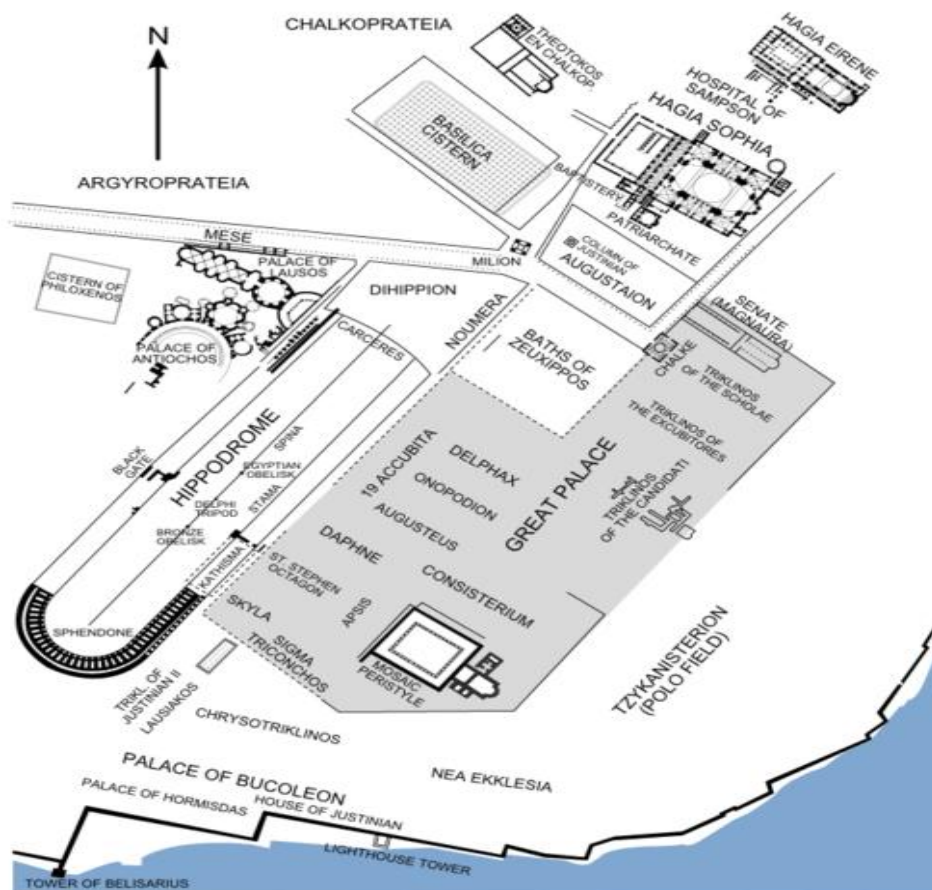 N
CHALKOPRATEIA
THEOTOKOS
EN CHALKOP.
HAGIA EIRENE
HOSPITAL OF
SAMPSON
HAGIA SOPHIA
BASILICA
CISTERN
BAPTISTERY
PATRIARCHATE
ARGYROPRATEIA
MESE
MILION
COLUMN OF
JUSTINIAN
AUGUSTAION
PALACE OF
LAUSOS
CISTERN OF
PHILOXENOS
DIHIPPION
NOUMERA
SENATE
(MAGNAURA)
PALACE OF
ANTIOCHOS
CARCERES
BATHS OF
ZEUXIPPOS
CHALKE
TRIKLINOS
OF THE SCHOLAE
TRIKLINOS OF
THE EXCUBITORES
HIPPODROME
SPINA
BLACK
GATE
EGYPTIAN
OBELISK
STAMA
DELPHI
TRIPOD
BRONZE
OBELISK
19 ACCUBITA
DELPHAX
ONOPODION
AUGUSTEUS
GREAT PALACE
TRIKLINOS
OF THE CANDIDATI
DAPHNE
KATHISMA
ST. STEPHEN
OCTAGON
CONSISTERIUM
APSIS
SKYLA
SPHENDONE
SIGMA
TRICONCHOS
MOSAIC
PERISTYLE
TZYKANISTERION
(POLO FIELD)
TRIKL. OF
JUSTINIAN II
LAUSIAKOS
CHRYSOTRIKLINOS
PALACE OF BUCOLEON
NEA EKKLESIA
PALACE OF HORMISDAS
HOUSE OF JUSTINIAN
LIGHTHOUSE TOWER
TOWER OF BELISARIUS